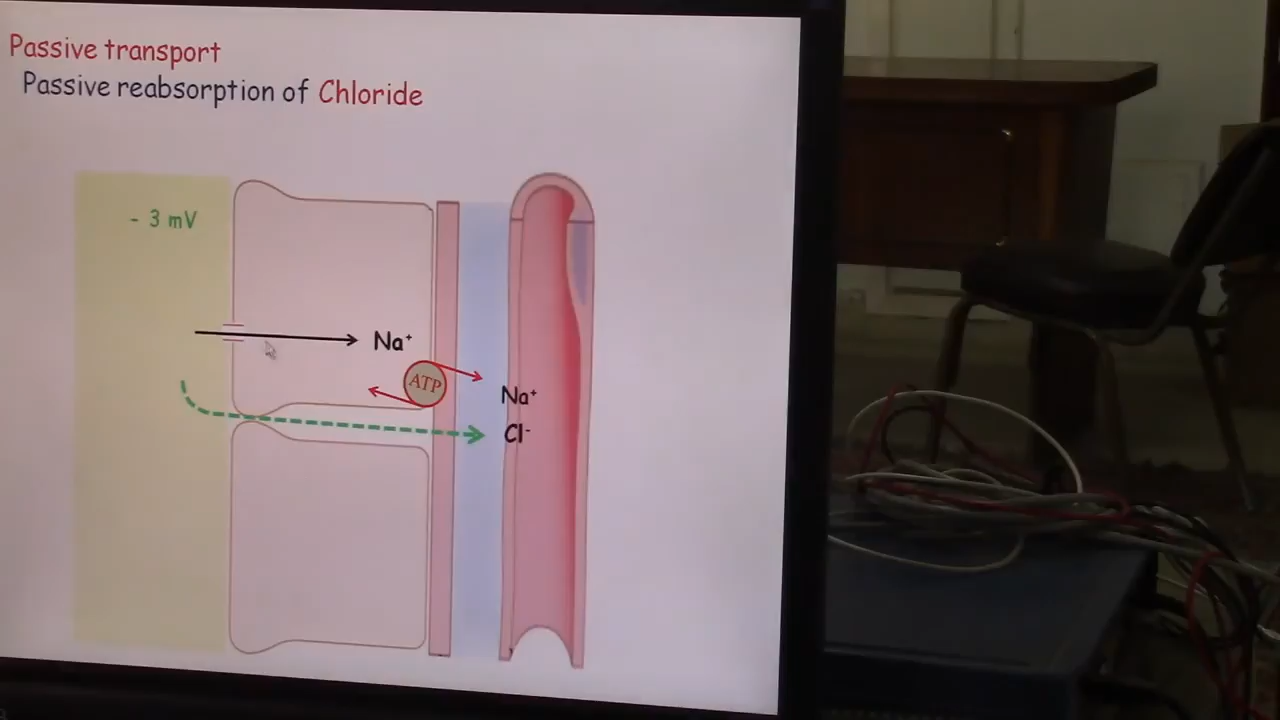 Passive transport
Passive reabsorption of Chloride
- 3 mV
Na⁺
ATP
Na⁺
Cl⁻